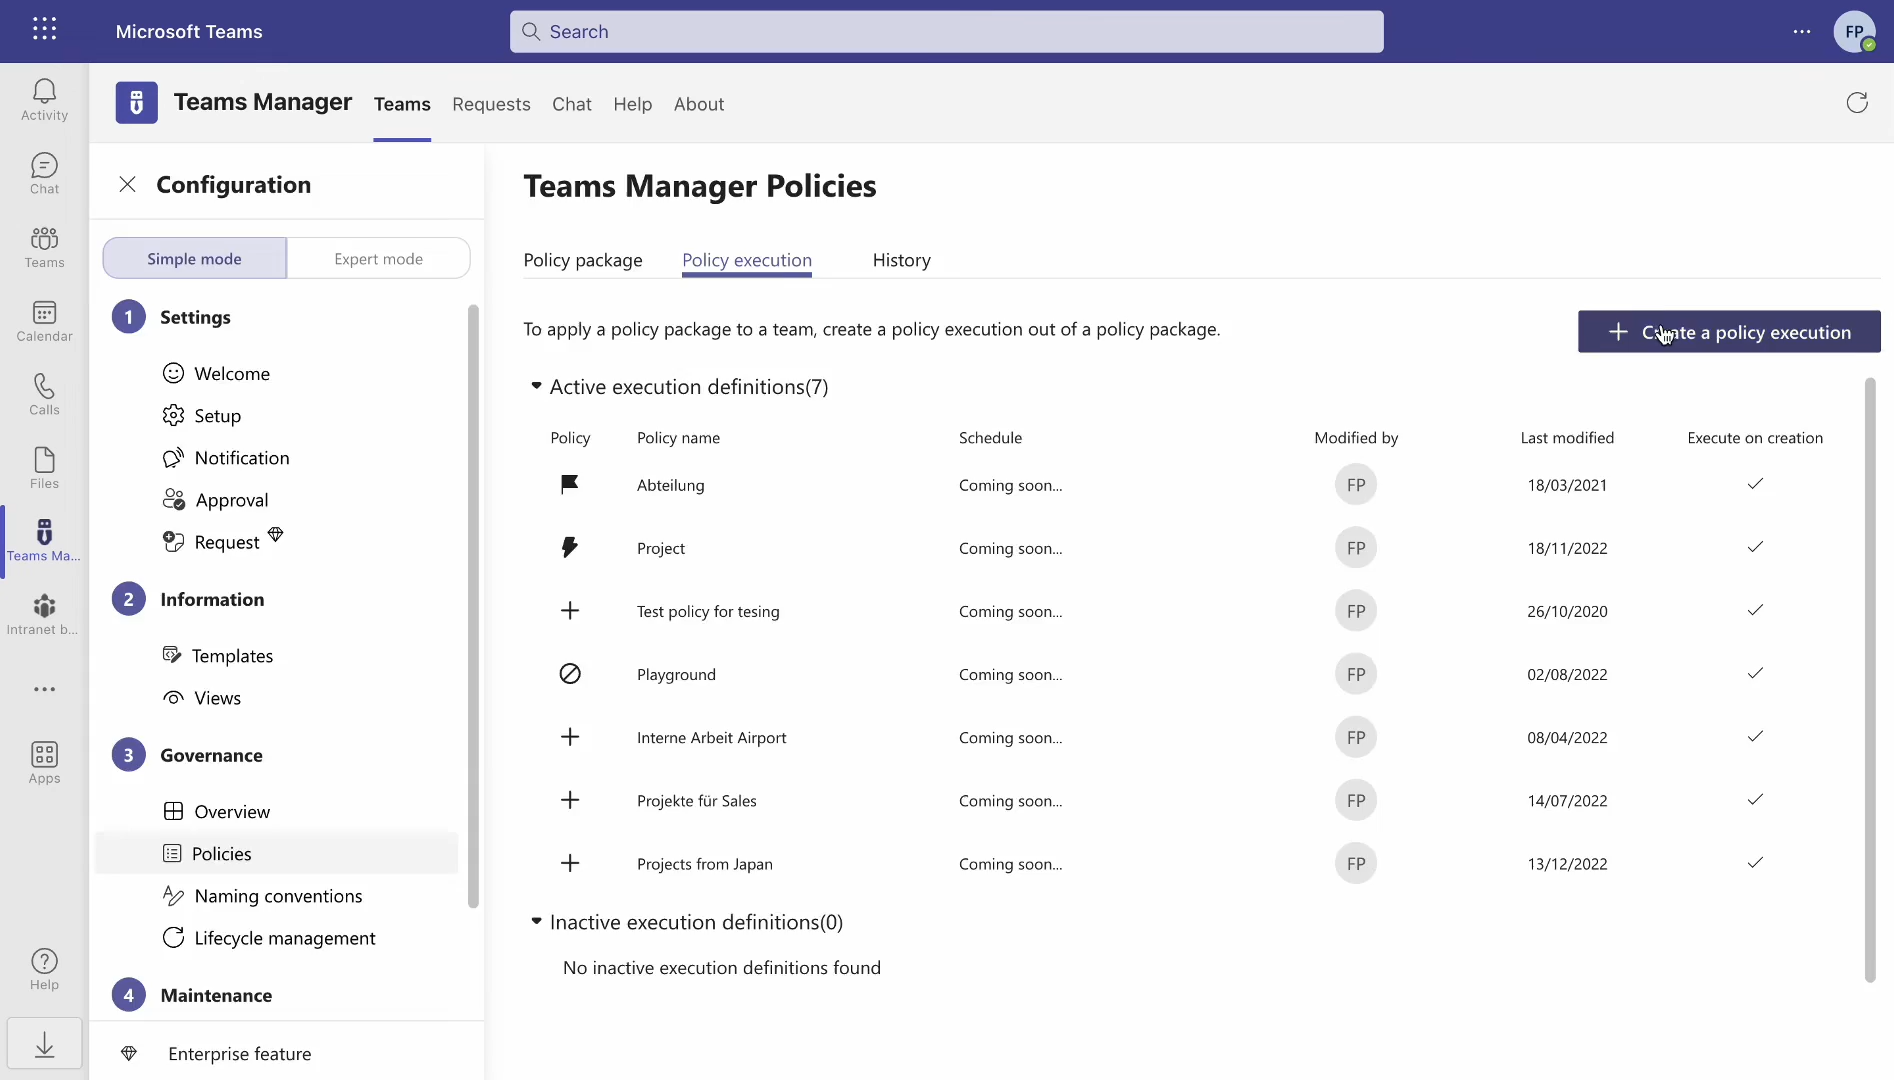 Microsoft Teams
Search
FP
Activity
Chat
Teams
Calendar
Calls
Files
Teams Ma...
Intranet b...
Apps
Help
Teams Manager
Teams
Requests
Chat
Help
About
Configuration
Simple mode
Expert mode
1 Settings
Welcome
Setup
Notification
Approval
Request
2 Information
Templates
Views
3 Governance
Overview
Policies
Naming conventions
Lifecycle management
4 Maintenance
Enterprise feature
Teams Manager Policies
Policy package
Policy execution
History
To apply a policy package to a team, create a policy execution out of a policy package.
Create a policy execution
Active execution definitions(7)
Policy Policy name Schedule Modified by Last modified Execute on creation
Abteilung Coming soon... FP 18/03/2021
Project Coming soon... FP 18/11/2022
Test policy for tesing Coming soon... FP 26/10/2020
Playground Coming soon... FP 02/08/2022
Interne Arbeit Airport Coming soon... FP 08/04/2022
Projekte für Sales Coming soon... FP 14/07/2022
Projects from Japan Coming soon... FP 13/12/2022
Inactive execution definitions(0)
No inactive execution definitions found